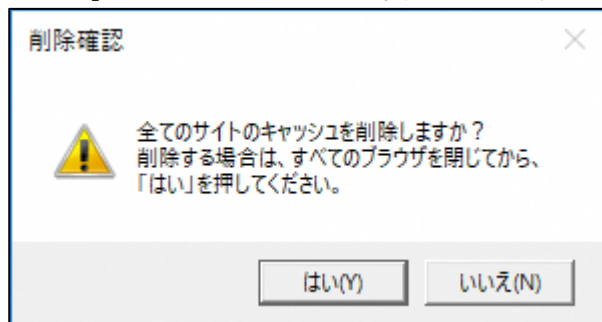 削除確認
全てのサイトのキャッシュを削除しますか？
削除する場合は、すべてのブラウザを閉じてから、
「はい」を押してください。
はい(Y) いいえ(N)